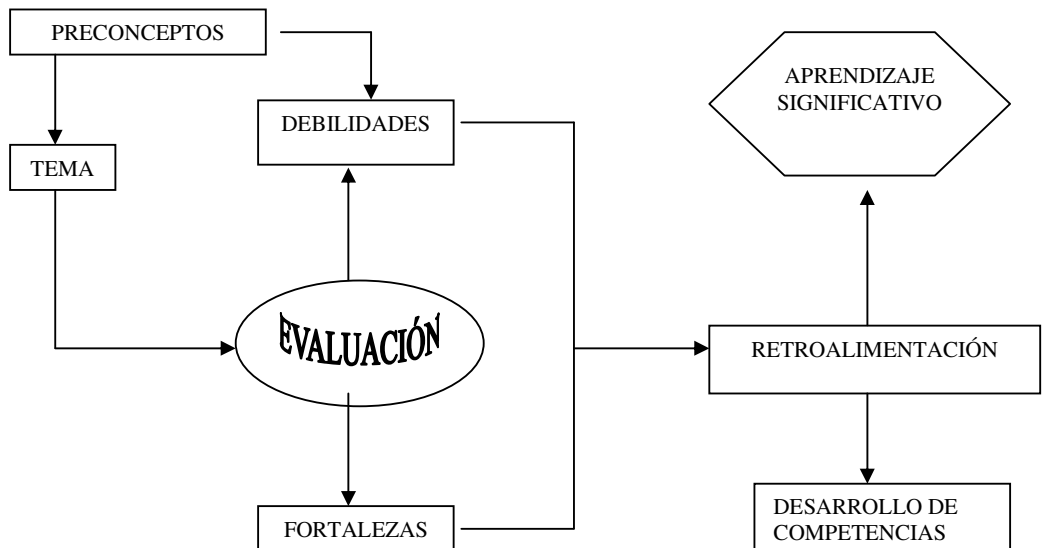 PRECONCEPTOS
APRENDIZAJE
SIGNIFICATIVO
DEBILIDADES
TEMA
EVALUACIÓN
RETROALIMENTACIÓN
FORTALEZAS
DESARROLLO DE
COMPETENCIAS